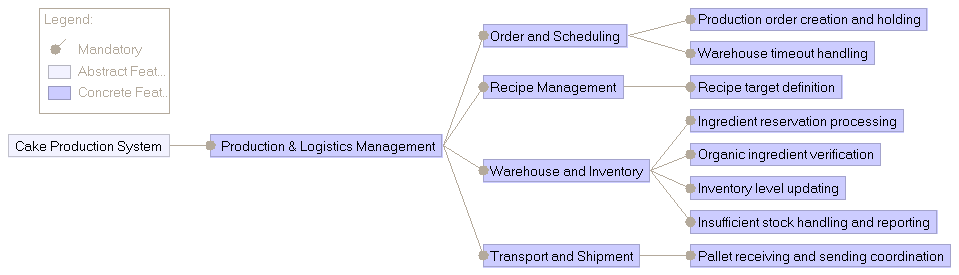 Legend:
Mandatory
Abstract Feat..
Concrete Feat..
Cake Production System
Production & Logistics Management
Order and Scheduling
Production order creation and holding
Warehouse timeout handling
Recipe Management
Recipe target definition
Warehouse and Inventory
Ingredient reservation processing
Organic ingredient verification
Inventory level updating
Insufficient stock handling and reporting
Transport and Shipment
Pallet receiving and sending coordination